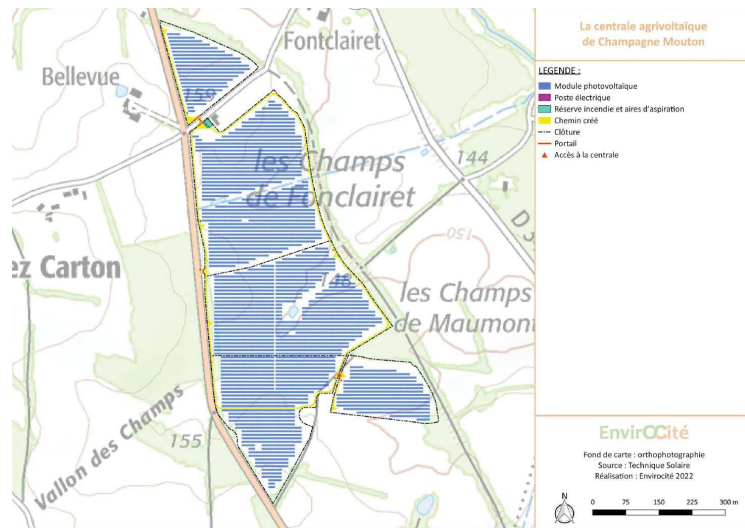 La centrale agrivoltaïque
de Champagne Mouton
LEGENDE :
Module photovoltaïque
Poste électrique
Réserve incendie et aires d'aspiration
Chemin créé
Clôture
Portail
Accès à la centrale
Fontclairet
Bellevue
159
les Champs
de Fonclairet
144
D 3
150
ez Carton
148
les Champs
de Maumont
155
Vallon des Champs
EnvirOCité
Fond de carte : orthophotographie
Source : Technique Solaire
Réalisation : Envirocité 2022
N
0 75 150 225 300 m